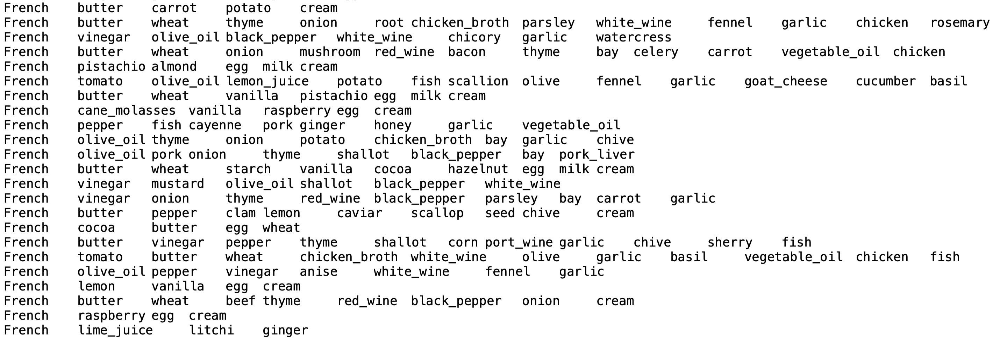 French butter carrot potato cream
French butter wheat thyme onion root chicken_broth parsley white_wine fennel garlic chicken rosemary
French vinegar olive_oil black_pepper white_wine chicory garlic watercress
French butter wheat onion mushroom red_wine bacon thyme bay celery carrot vegetable_oil chicken
French pistachio almond egg milk cream
French tomato olive_oil lemon_juice potato fish scallion olive fennel garlic goat_cheese cucumber basil
French butter wheat vanilla pistachio egg milk cream
French cane_molasses vanilla raspberry egg cream
French pepper fish cayenne pork ginger honey garlic vegetable_oil
French olive_oil thyme onion potato chicken_broth bay garlic chive
French olive_oil pork onion thyme shallot black_pepper bay pork_liver
French butter wheat starch vanilla cocoa hazelnut egg milk cream
French vinegar mustard olive_oil shallot black_pepper white_wine
French vinegar onion thyme red_wine black_pepper parsley bay carrot garlic
French butter pepper clam lemon caviar scallop seed chive cream
French cocoa butter egg wheat
French butter vinegar pepper thyme shallot corn port_wine garlic chive sherry fish
French tomato butter wheat chicken_broth white_wine olive garlic basil vegetable_oil chicken fish
French olive_oil pepper vinegar anise white_wine fennel garlic
French lemon vanilla egg cream
French butter wheat beef thyme red_wine black_pepper onion cream
French raspberry egg cream
French lime_juice litchi ginger